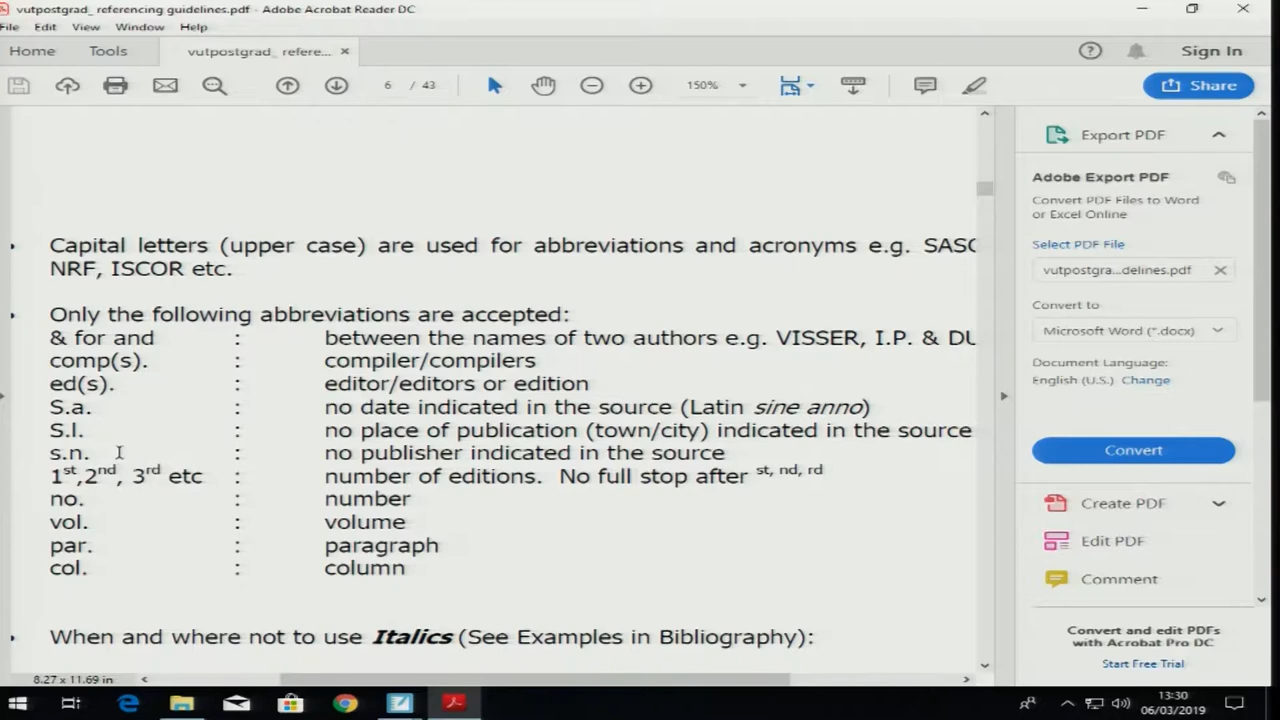 vutpostgrad_ referencing guidelines.pdf - Adobe Acrobat Reader DC
File Edit View Window Help
Home Tools vutpostgrad_ refere... × Sign In
6 / 43 150% Share
Capital letters (upper case) are used for abbreviations and acronyms e.g. SASC
NRF, ISCOR etc.
Only the following abbreviations are accepted:
& for and : between the names of two authors e.g. VISSER, I.P. & DU
comp(s). : compiler/compilers
ed(s). : editor/editors or edition
S.a. : no date indicated in the source (Latin sine anno)
S.l. : no place of publication (town/city) indicated in the source
s.n. : no publisher indicated in the source
1st,2nd, 3rd etc : number of editions. No full stop after st, nd, rd
no. : number
vol. : volume
par. : paragraph
col. : column
When and where not to use Italics (See Examples in Bibliography):
8.27 x 11.69 in
Export PDF
Adobe Export PDF
Convert PDF Files to Word
or Excel Online
Select PDF File
vutpostgra...delines.pdf
Convert to
Microsoft Word (*.docx)
Document Language:
English (U.S.) Change
Convert
Create PDF
Edit PDF
Comment
Convert and edit PDFs
with Acrobat Pro DC
Start Free Trial
13:30
06/03/2019